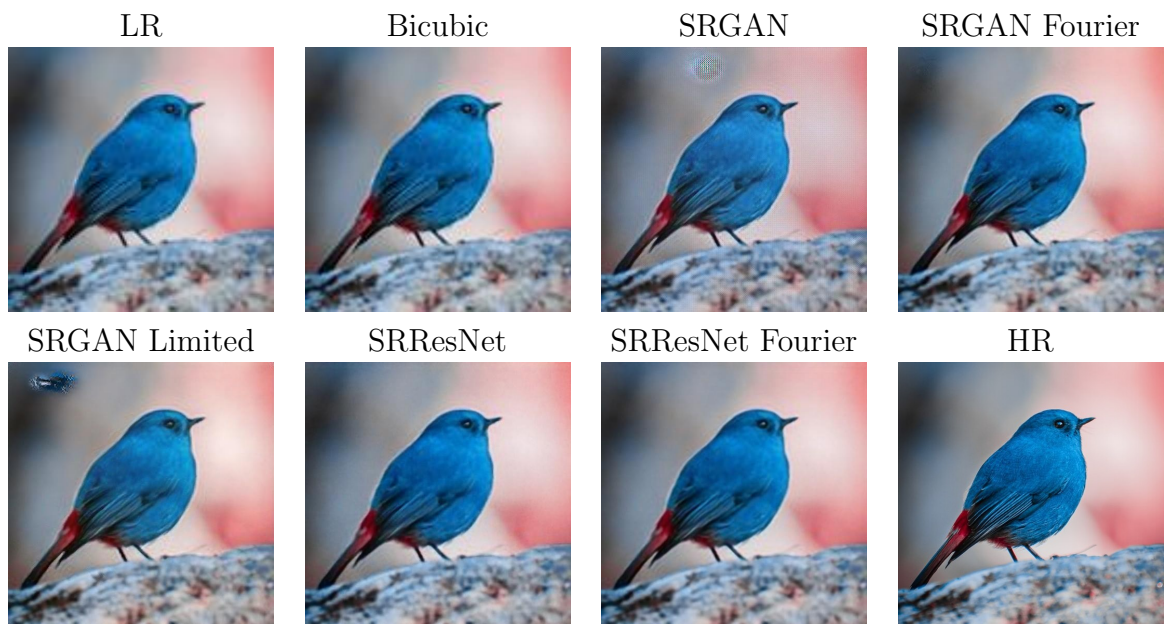 LR
Bicubic
SRGAN
SRGAN Fourier
SRGAN Limited
SRResNet
SRResNet Fourier
HR